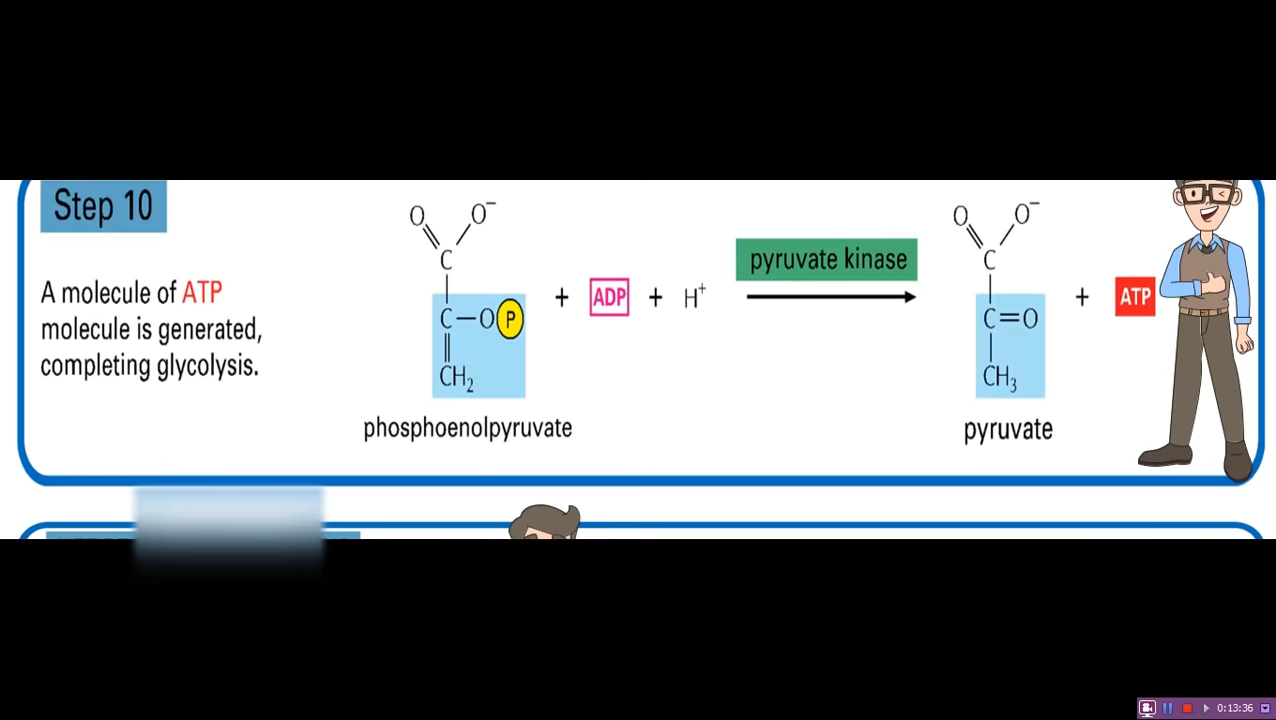 Step 10
A molecule of ATP
molecule is generated,
completing glycolysis.
O O⁻
C
C—O P
CH₂
phosphoenolpyruvate
+ ADP + H⁺
pyruvate kinase
O O⁻
C
C=O
CH₃
pyruvate
+ ATP
0:13:36